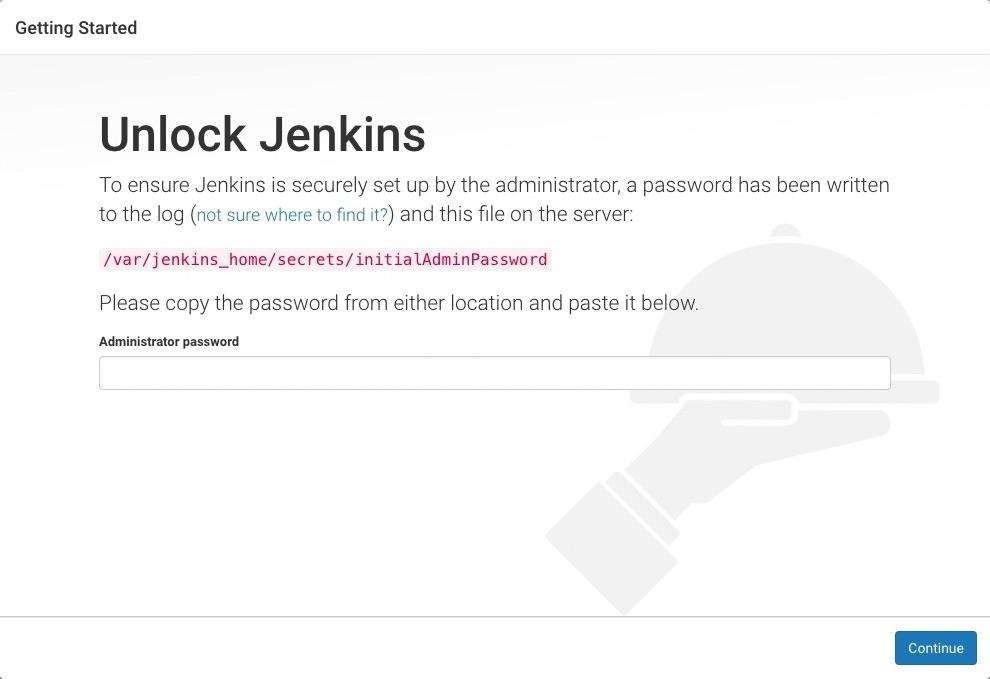 Getting Started
Unlock Jenkins
To ensure Jenkins is securely set up by the administrator, a password has been written
to the log (not sure where to find it?) and this file on the server:
/var/jenkins_home/secrets/initialAdminPassword
Please copy the password from either location and paste it below.
Administrator password
Continue